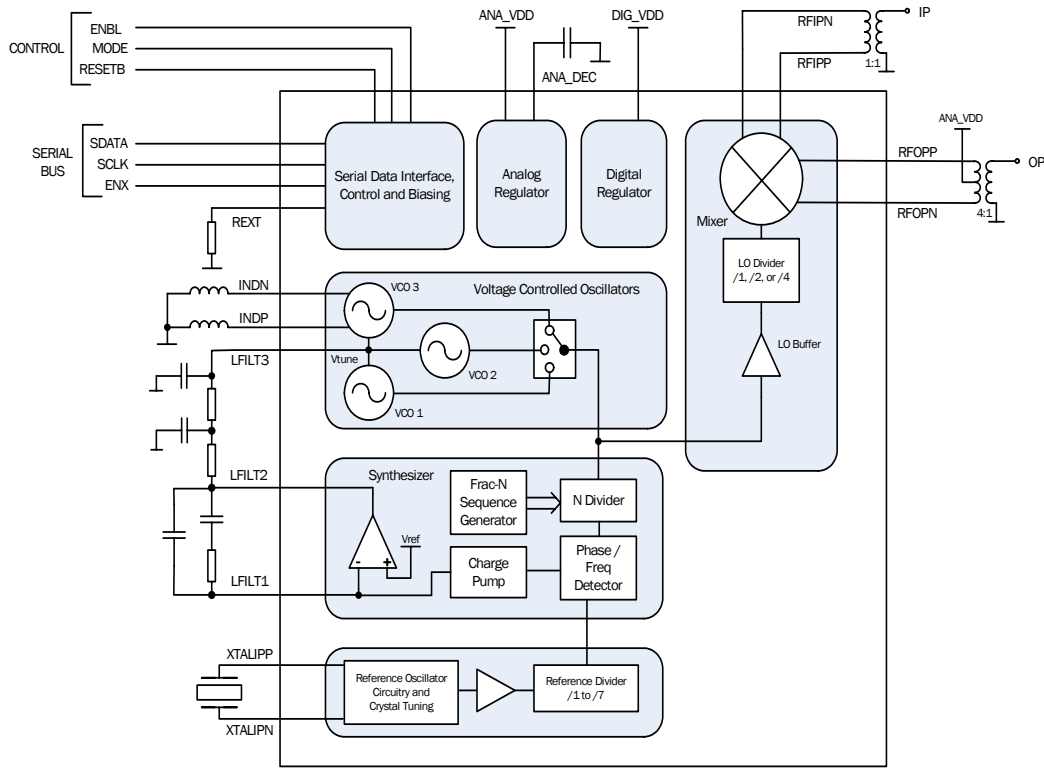 CONTROL
ENBL
MODE
RESETB
SERIAL
BUS
SDATA
SCLK
ENX
REXT
ANA_VDD
ANA_DEC
DIG_VDD
RFIPN
RFIPP
IP
1:1
ANA_VDD
RFOPP
RFOPN
OP
4:1
Serial Data Interface,
Control and Biasing
Analog
Regulator
Digital
Regulator
Mixer
LO Divider
/1, /2, or /4
LO Buffer
INDN
INDP
LFILT3
VCO 3
Voltage Controlled Oscillators
Vtune
VCO 2
VCO 1
LFILT2
LFILT1
Synthesizer
Frac-N
Sequence
Generator
N Divider
Vref
-
+
Charge
Pump
Phase /
Freq
Detector
XTALIPP
XTALIPN
Reference Oscillator
Circuitry and
Crystal Tuning
Reference Divider
/1 to /7